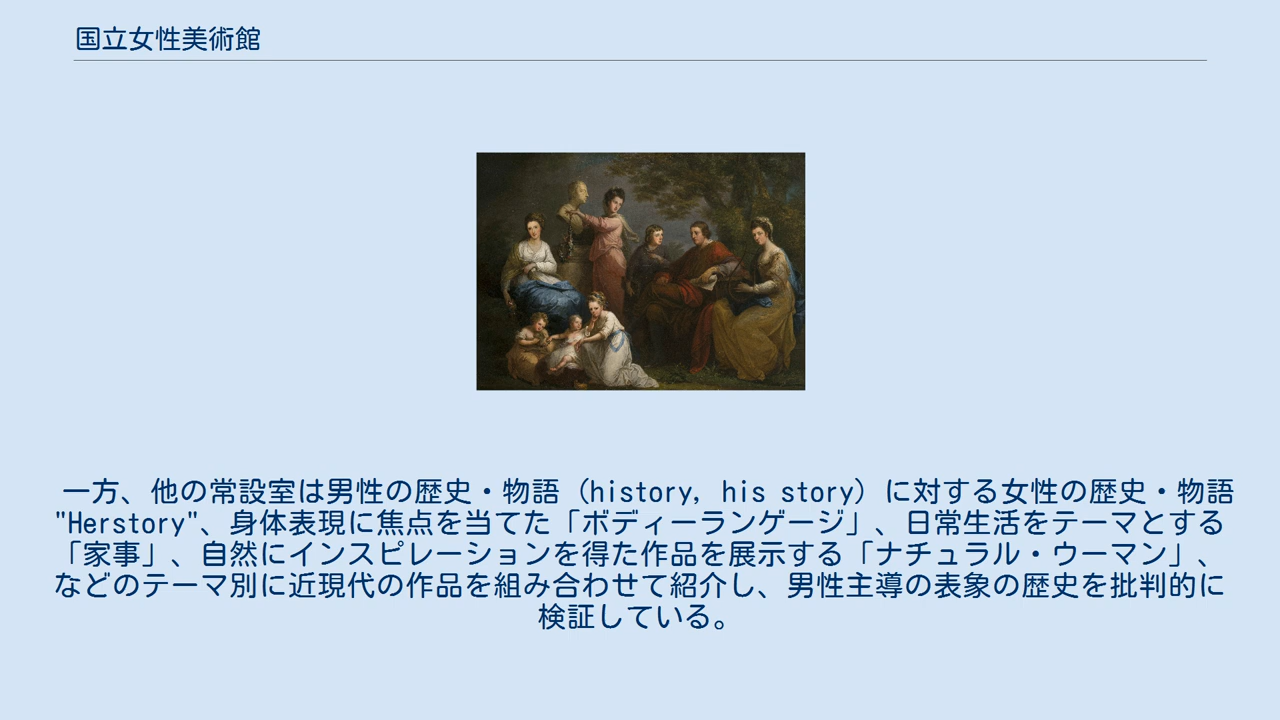 国立女性美術館
一方、他の常設室は男性の歴史・物語（history, his story）に対する女性の歴史・物語
"Herstory"、身体表現に焦点を当てた「ボディーランゲージ」、日常生活をテーマとする
「家事」、自然にインスピレーションを得た作品を展示する「ナチュラル・ウーマン」、
などのテーマ別に近現代の作品を組み合わせて紹介し、男性主導の表象の歴史を批判的に
検証している。